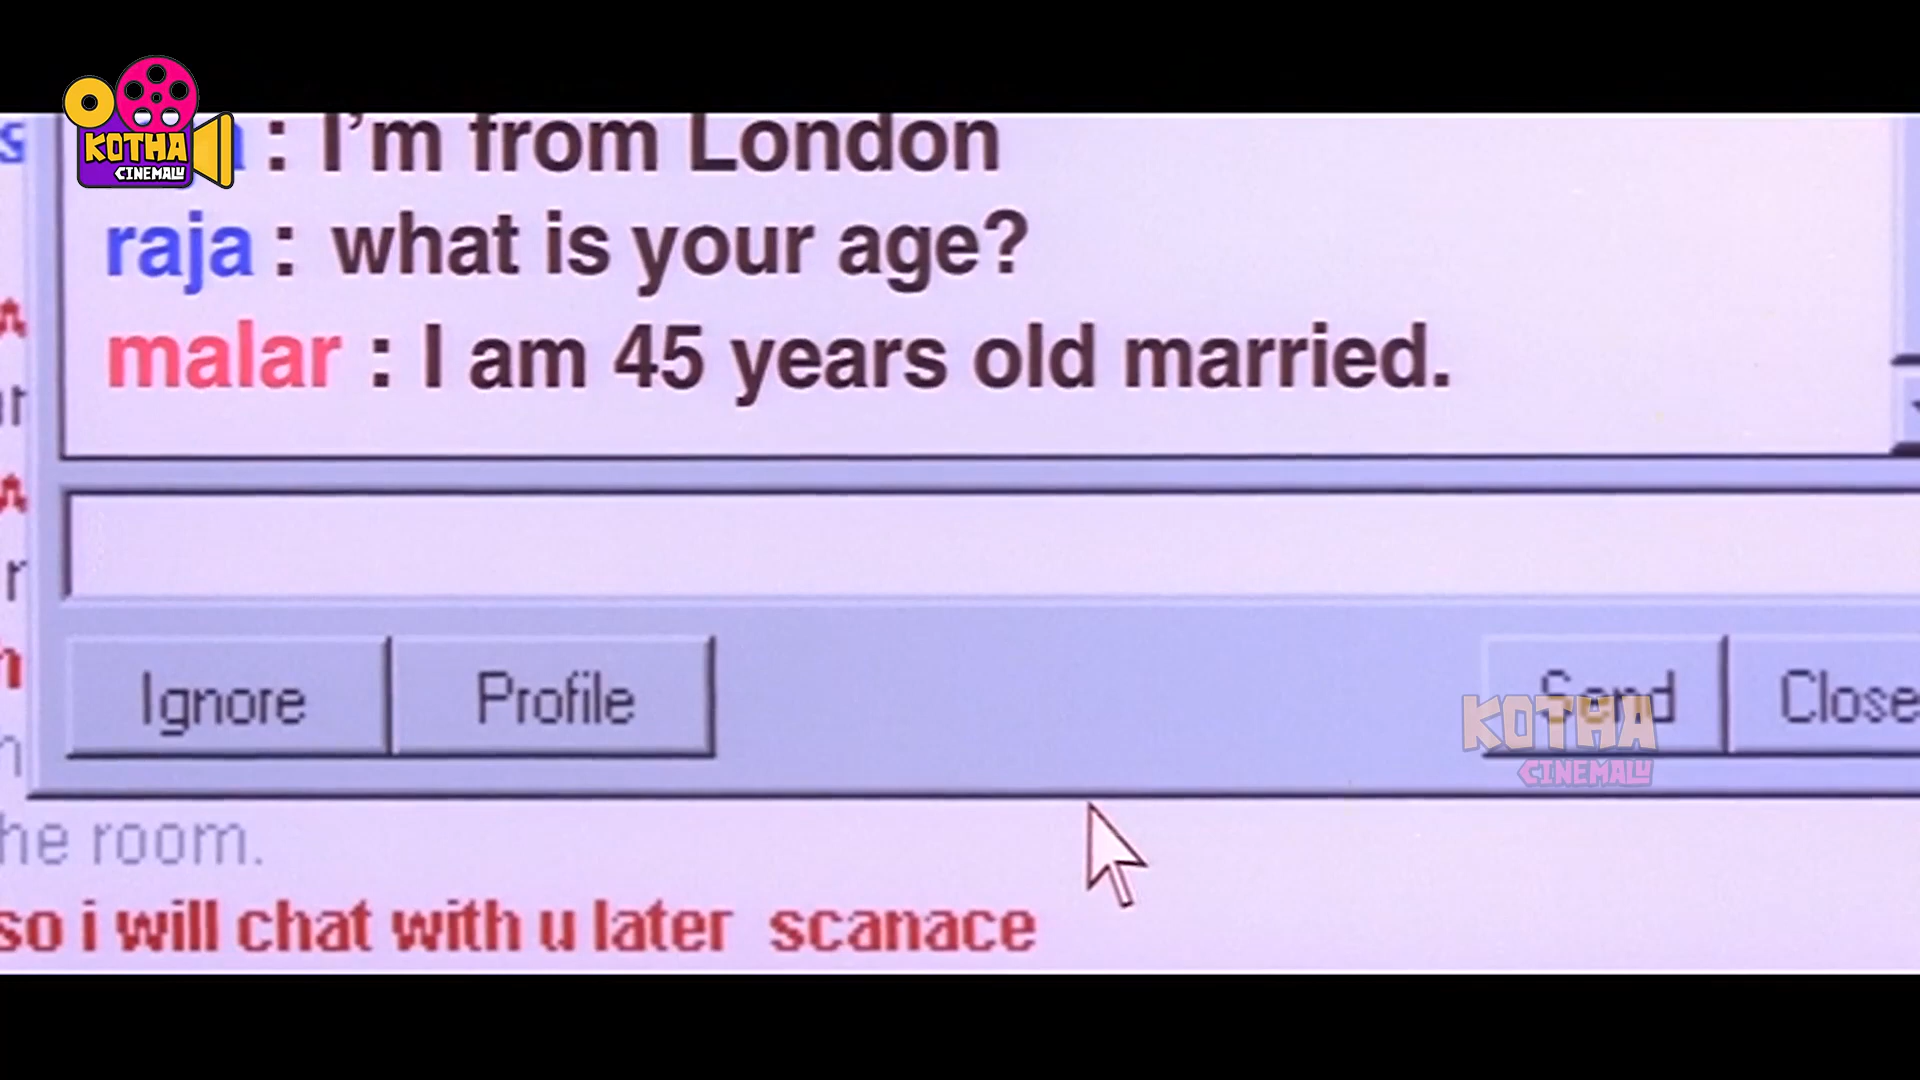 KOTHA
CINEMALU
: I'm from London
raja : what is your age?
malar : I am 45 years old married.
Ignore
Profile
Send
Close
KOTHA
CINEMALU
he room.
so i will chat with u later scanace